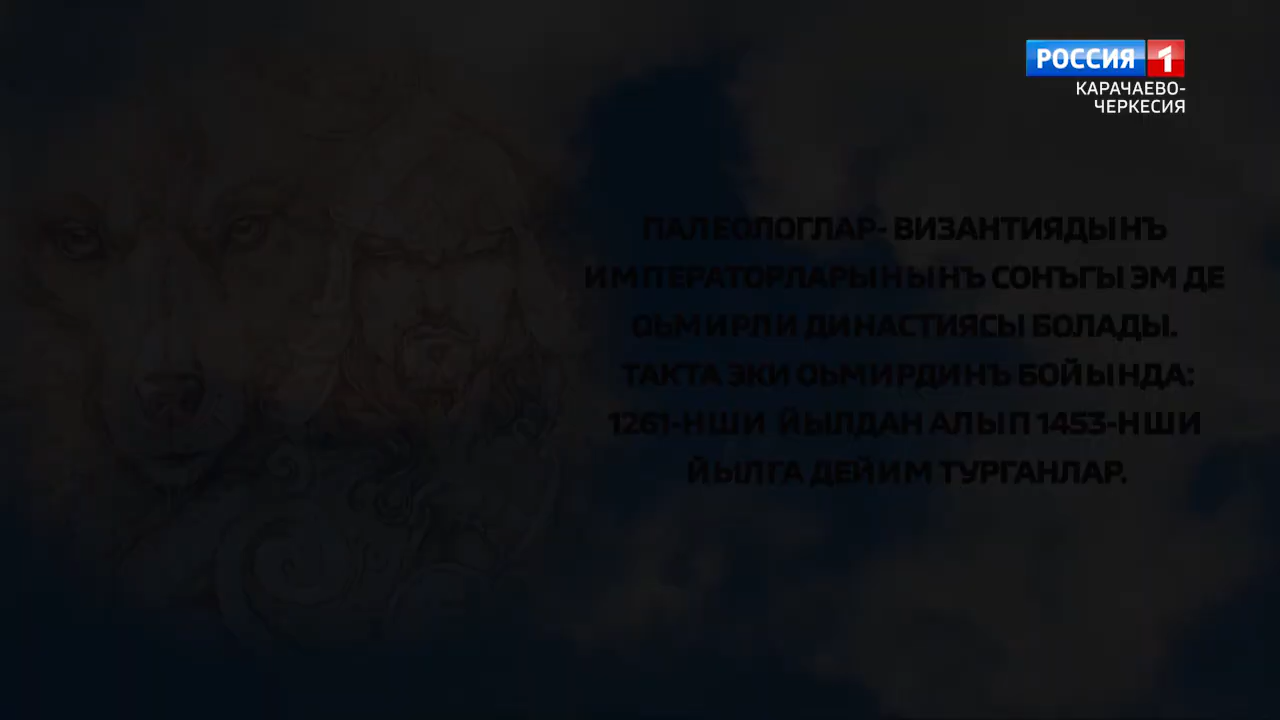 РОССИЯ 1
КАРАЧАЕВО-
ЧЕРКЕСИЯ
ПАЛЕОЛОГЛАР- ВИЗАНТИЯДЫНЪ
ИМПЕРАТОРЛАРЫНЫНЪ СОНЪГЫ ЭМ ДЕ
ОЬМИРЛИ ДИНАСТИЯСЫ БОЛАДЫ.
ТАКТА ЭКИ ОЬМИРДИНЪ БОЙЫНДА:
1261-НШИ ЙЫЛДАН АЛЫП 1453-НШИ
ЙЫЛГА ДЕЙИМ ТУРГАНЛАР.